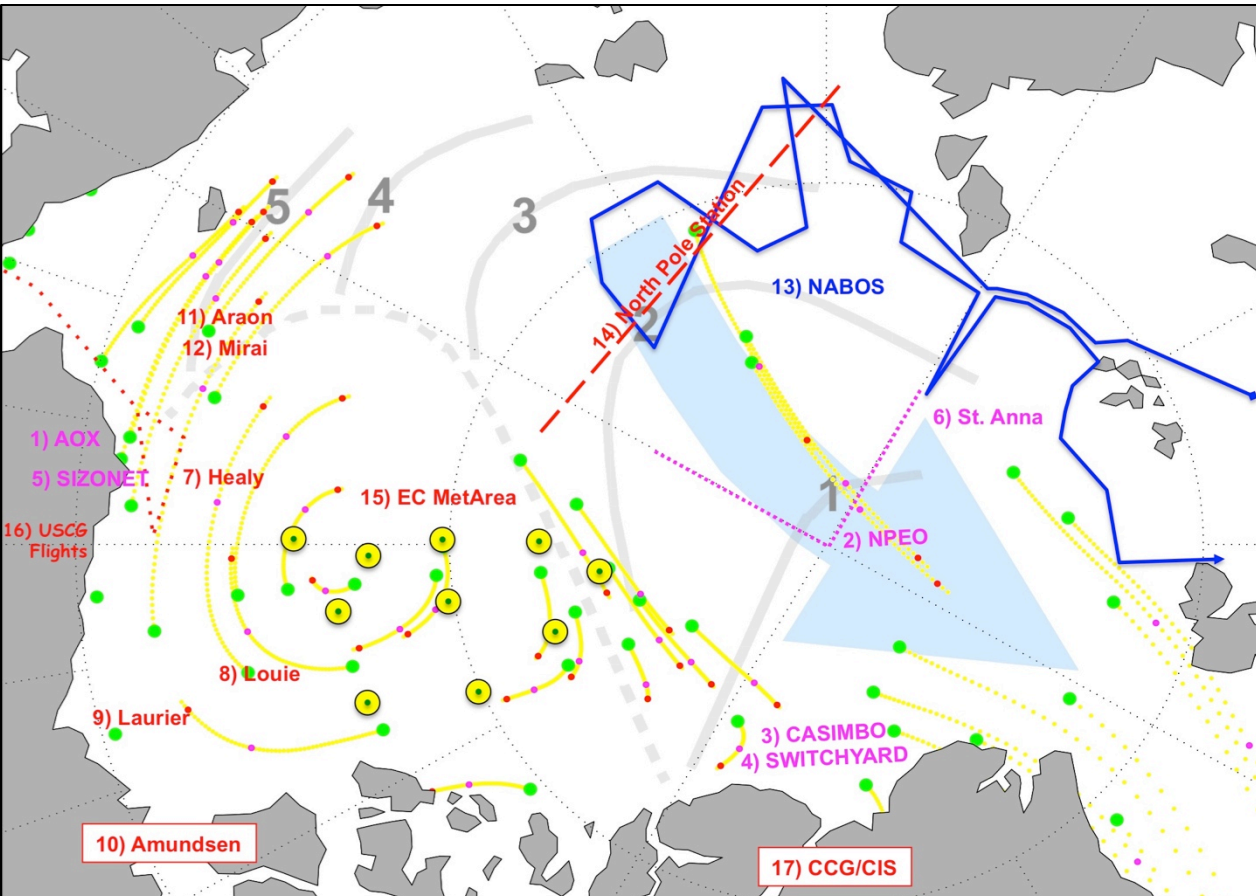 5
4
3
14) North Pole Station
13) NABOS
11) Araon
2
12) Mirai
6) St. Anna
1) AOX
5) SIZONET
7) Healy
15) EC MetArea
1
16) USCG
Flights
2) NPEO
8) Louie
9) Laurier
3) CASIMBO
4) SWITCHYARD
10) Amundsen
17) CCG/CIS